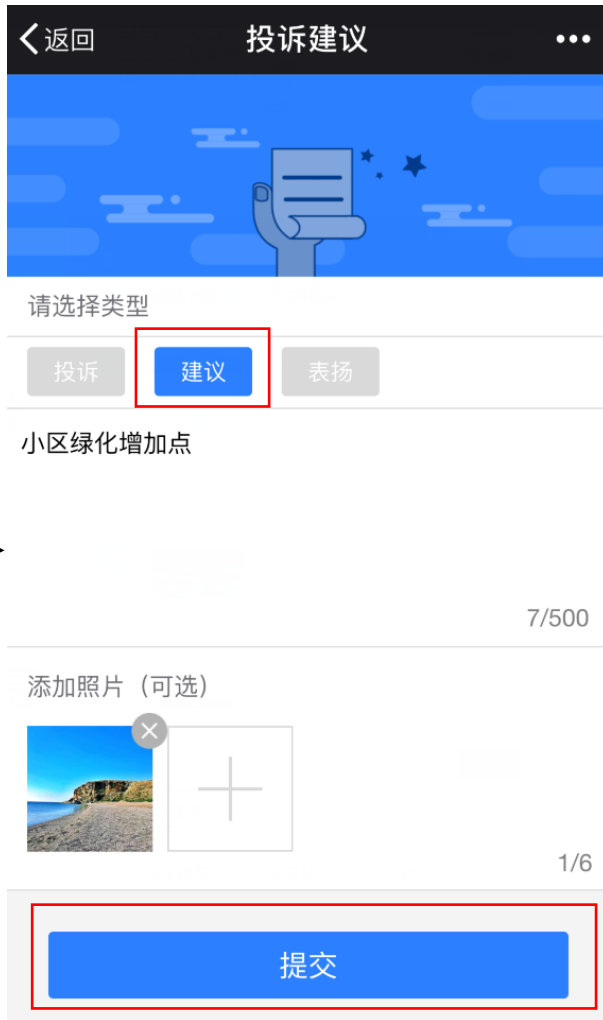 返回 投诉建议
请选择类型
投诉 建议 表扬
小区绿化增加点
7/500
添加照片（可选）
1/6
提交